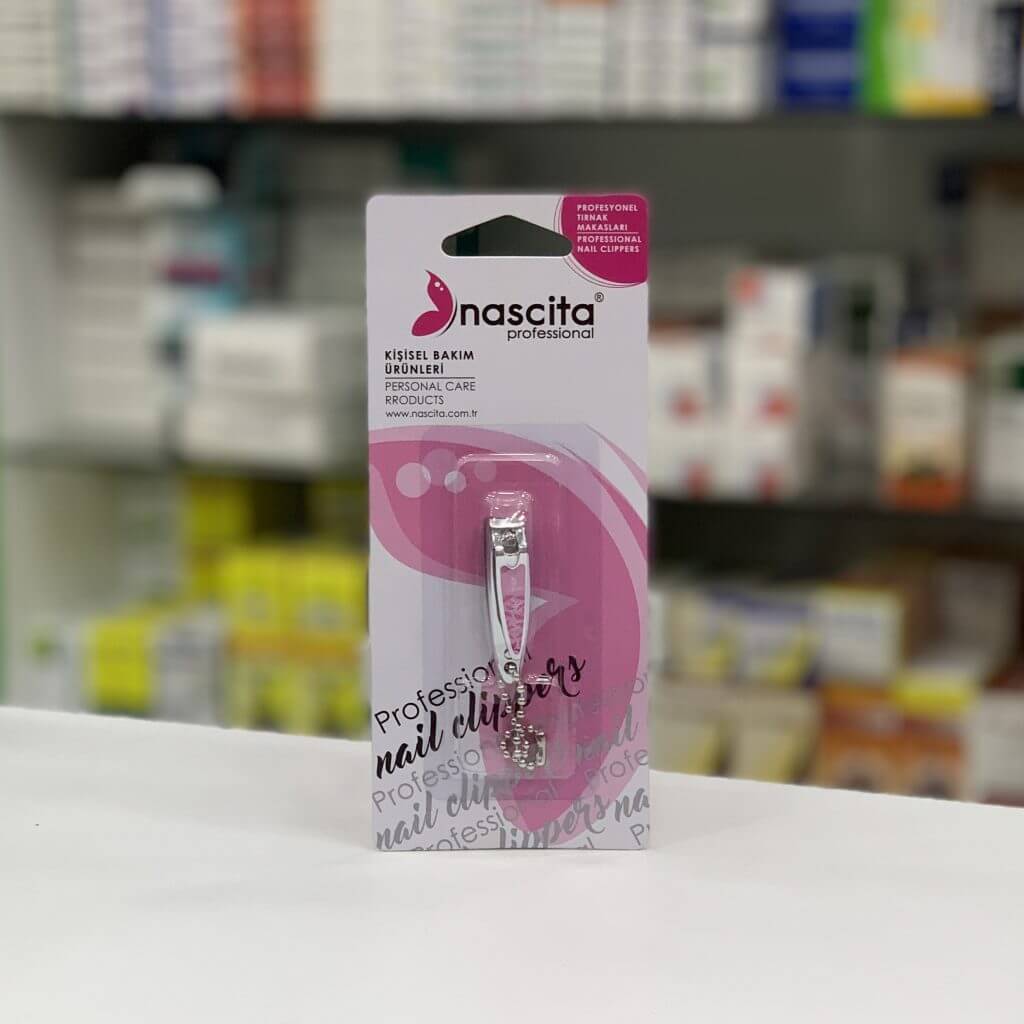 PROFESYONEL
TIRNAK
MAKASLARI
PROFESSIONAL
NAIL CLIPPERS
nascita®
professional
KİŞİSEL BAKIM
ÜRÜNLERİ
PERSONAL CARE
RRODUCTS
www.nascita.com.tr
Professional
nail clippers
Professional
nail
Professional
nail clippers